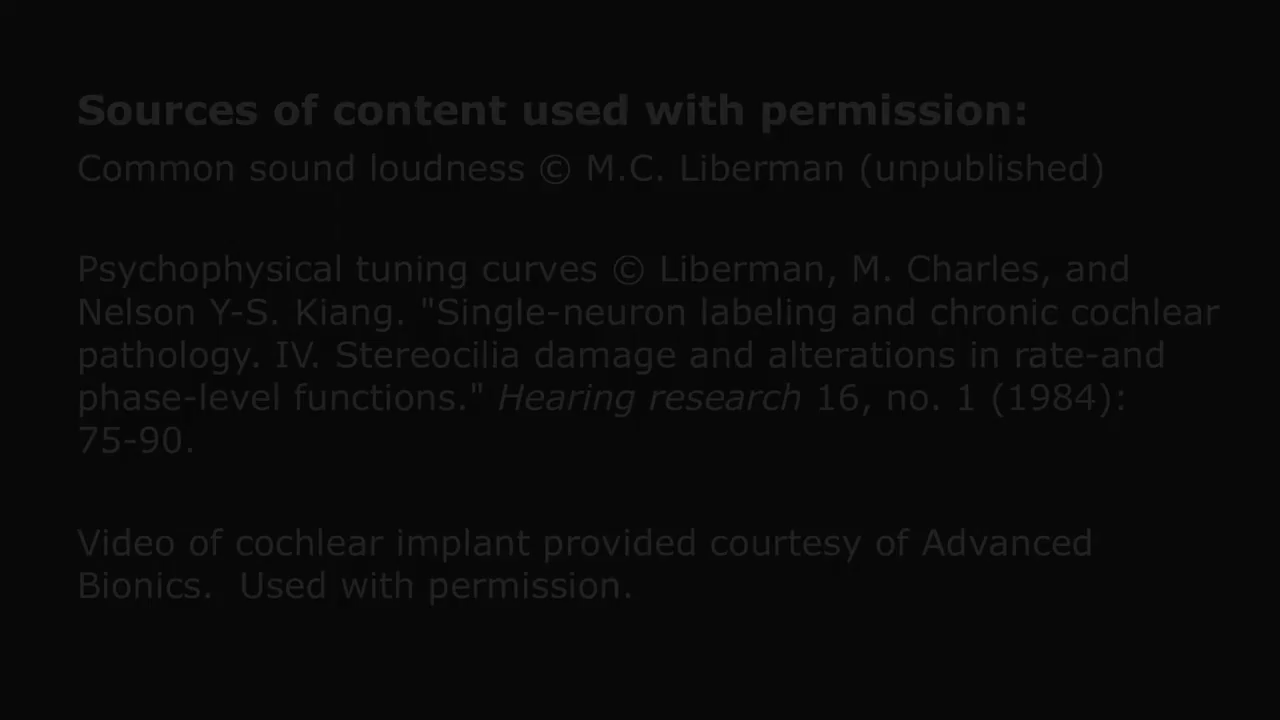 Sources of content used with permission:
Common sound loudness © M.C. Liberman (unpublished)
Psychophysical tuning curves © Liberman, M. Charles, and
Nelson Y-S. Kiang. "Single-neuron labeling and chronic cochlear
pathology. IV. Stereocilia damage and alterations in rate-and
phase-level functions." Hearing research 16, no. 1 (1984):
75-90.
Video of cochlear implant provided courtesy of Advanced
Bionics.  Used with permission.